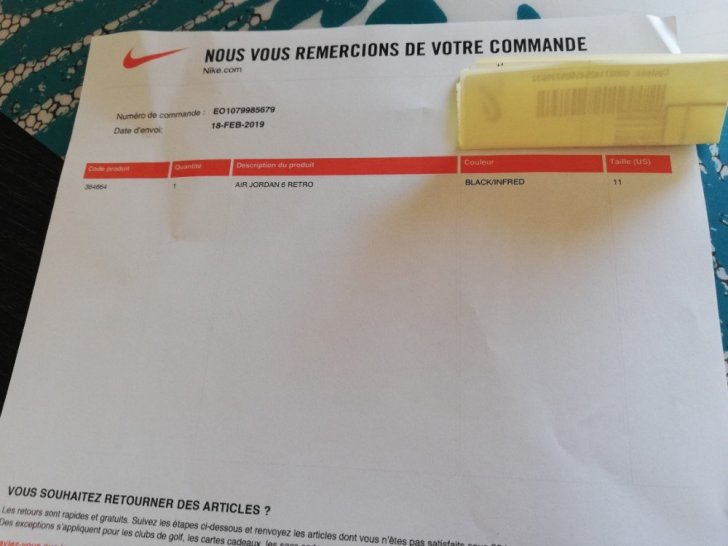 NOUS VOUS REMERCIONS DE VOTRE COMMANDE
Nike.com
Numéro de commande : EO1079985679
Date d'envoi: 18-FEB-2019
Code produit Quantité Description du produit Couleur Taille (US)
384664 1 AIR JORDAN 6 RETRO BLACK/INFRED 11
VOUS SOUHAITEZ RETOURNER DES ARTICLES ?
Les retours sont rapides et gratuits. Suivez les étapes ci-dessous et renvoyez les articles dont vous n'êtes pas satisfaits
Des exceptions s'appliquent pour les clubs de golf, les cartes cadeaux, les